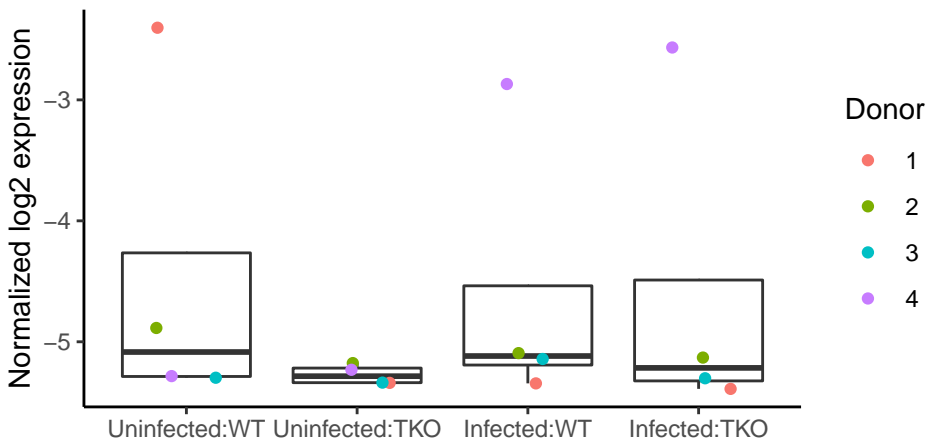 Normalized log2 expression
−3
−4
−5
Uninfected:WT
Uninfected:TKO
Infected:WT
Infected:TKO
Donor
1
2
3
4